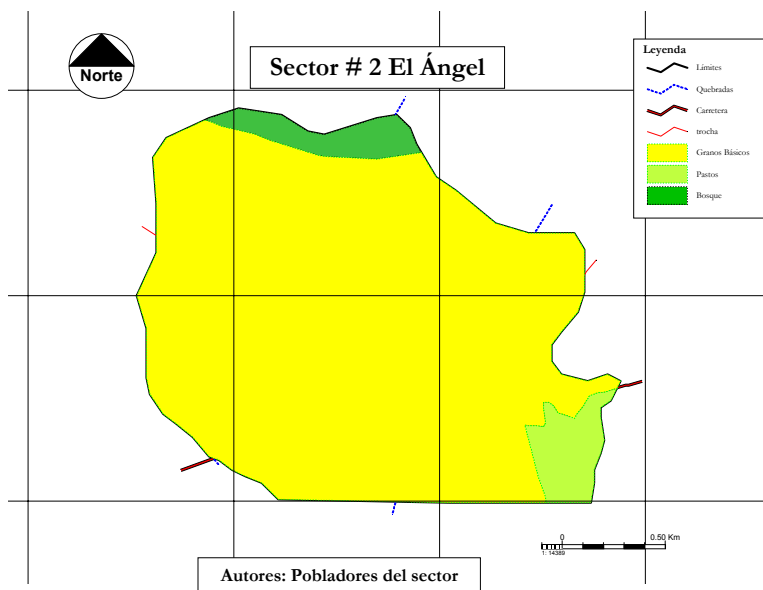 Sector # 2 El Ángel
Norte
Leyenda
Límites
Quebradas
Carretera
trocha
Granos Básicos
Pastos
Bosque
0 0.50 Km
1: 14389
Autores: Pobladores del sector